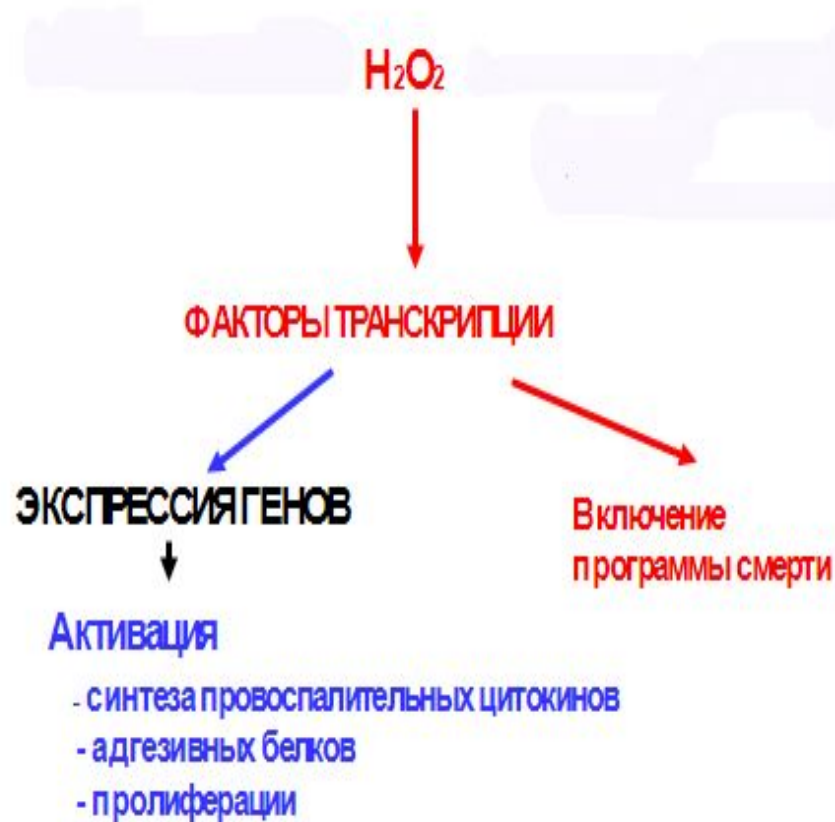 H₂O₂
ФАКТОРЫ ТРАНСКРИПЦИИ
ЭКСПРЕССИЯ ГЕНОВ
Включение
программы смерти
Активация
- синтеза провоспалительных цитокинов
- адгезивных белков
- пролиферации